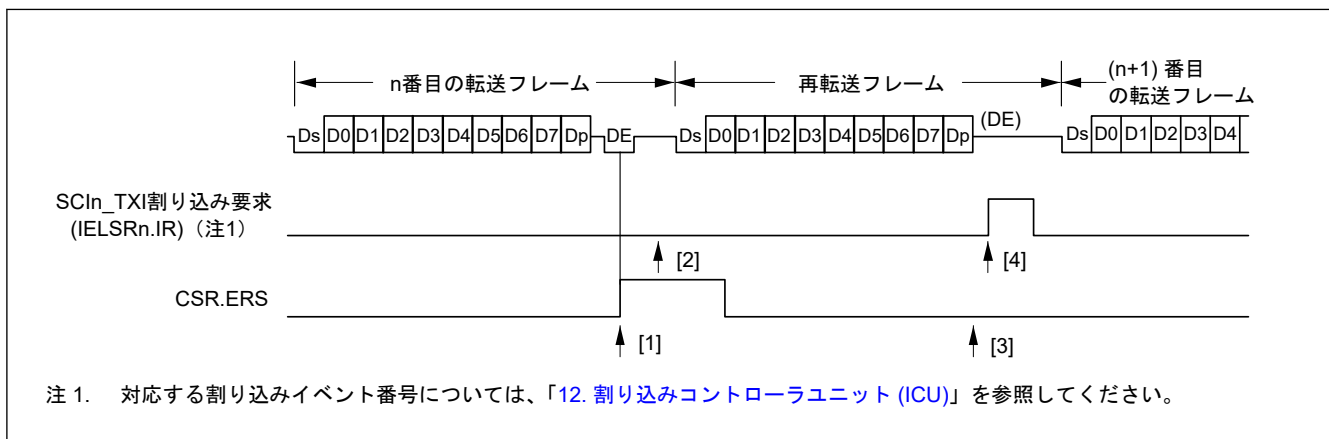 n番目の転送フレーム
再転送フレーム
(n+1) 番目
の転送フレーム
Ds D0 D1 D2 D3 D4 D5 D6 D7 Dp DE Ds D0 D1 D2 D3 D4 D5 D6 D7 Dp (DE) Ds D0 D1 D2 D3 D4
SCIn_TXI割り込み要求
(IELSRn.IR)（注1）
[2] [4]
CSR.ERS
[1] [3]
注 1. 対応する割り込みイベント番号については、「12. 割り込みコントローラユニット (ICU)」を参照してください。